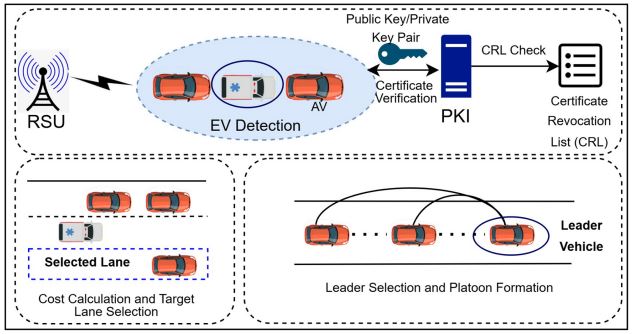 Public Key/Private
Key Pair
CRL Check
Certificate
Verification
RSU
AV
EV Detection
PKI
Certificate
Revocation
List (CRL)
Selected Lane
Cost Calculation and Target
Lane Selection
Leader
Vehicle
Leader Selection and Platoon Formation